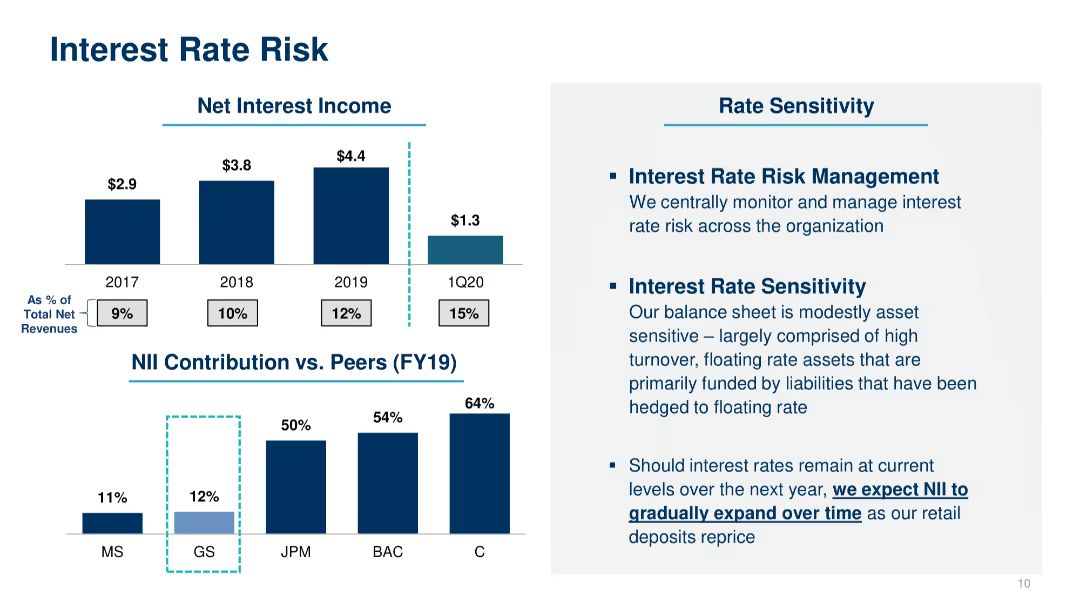 Interest Rate Risk
Net Interest Income
$2.9
$3.8
$4.4
$1.3
2017
2018
2019
1Q20
As % of
Total Net
Revenues
9%
10%
12%
15%
NII Contribution vs. Peers (FY19)
11%
12%
50%
54%
64%
MS
GS
JPM
BAC
C
Rate Sensitivity
▪ Interest Rate Risk Management
We centrally monitor and manage interest
rate risk across the organization
▪ Interest Rate Sensitivity
Our balance sheet is modestly asset
sensitive – largely comprised of high
turnover, floating rate assets that are
primarily funded by liabilities that have been
hedged to floating rate
▪ Should interest rates remain at current
levels over the next year, we expect NII to
gradually expand over time as our retail
deposits reprice
10